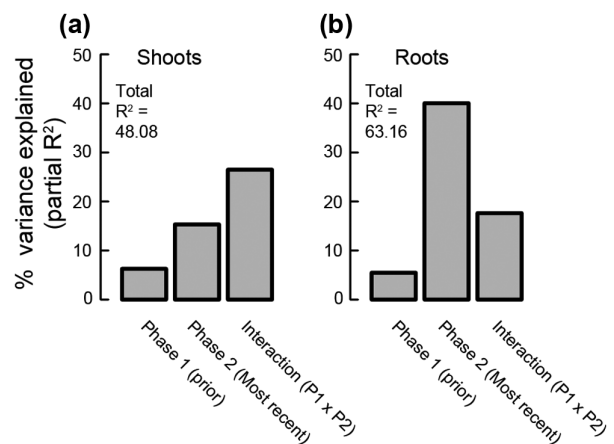 (a)
Shoots
Total
R² =
48.08
% variance explained
(partial R²)
50
40
30
20
10
0
Phase 1 (prior)
Phase 2 (Most recent)
Interaction (P1 x P2)
(b)
Roots
Total
R² =
63.16
50
40
30
20
10
0
Phase 1 (prior)
Phase 2 (Most recent)
Interaction (P1 x P2)